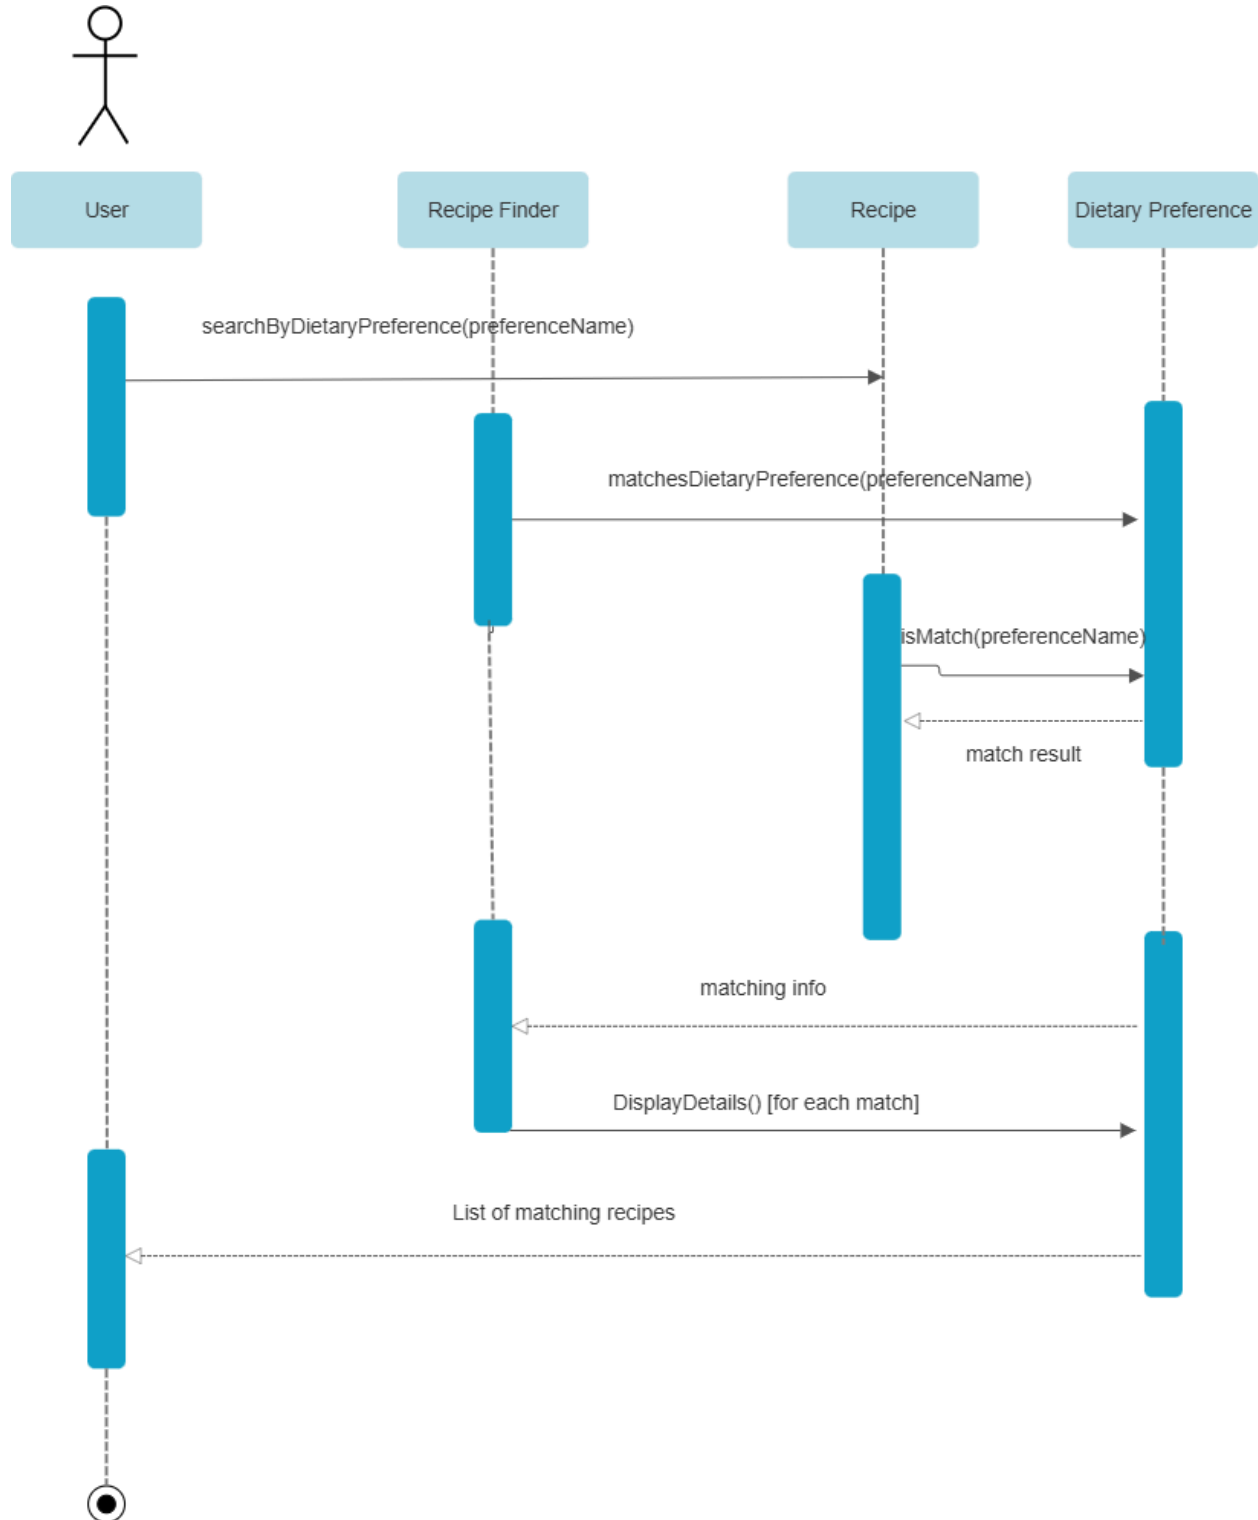 User
Recipe Finder
Recipe
Dietary Preference
searchByDietaryPreference(preferenceName)
matchesDietaryPreference(preferenceName)
isMatch(preferenceName)
match result
matching info
DisplayDetails() [for each match]
List of matching recipes